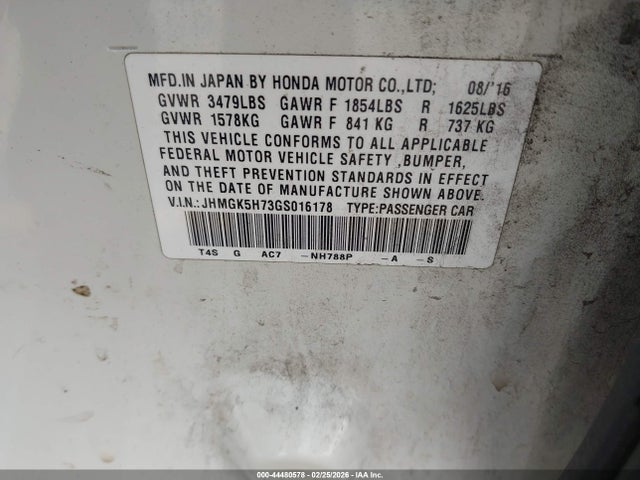 MFD.IN JAPAN BY HONDA MOTOR CO.,LTD; 08/'16
GVWR 3479LBS GAWR F 1854LBS R 1625LBS
GVWR 1578KG GAWR F 841 KG R 737 KG
THIS VEHICLE CONFORMS TO ALL APPLICABLE
FEDERAL MOTOR VEHICLE SAFETY ,BUMPER,
AND THEFT PREVENTION STANDARDS IN EFFECT
ON THE DATE OF MANUFACTURE SHOWN ABOVE.
V.I.N.:JHMGK5H73GS016178 TYPE:PASSENGER CAR
T4S G AC7 -NH788P -A -S
000-44480578 - 02/25/2026 - IAA Inc.